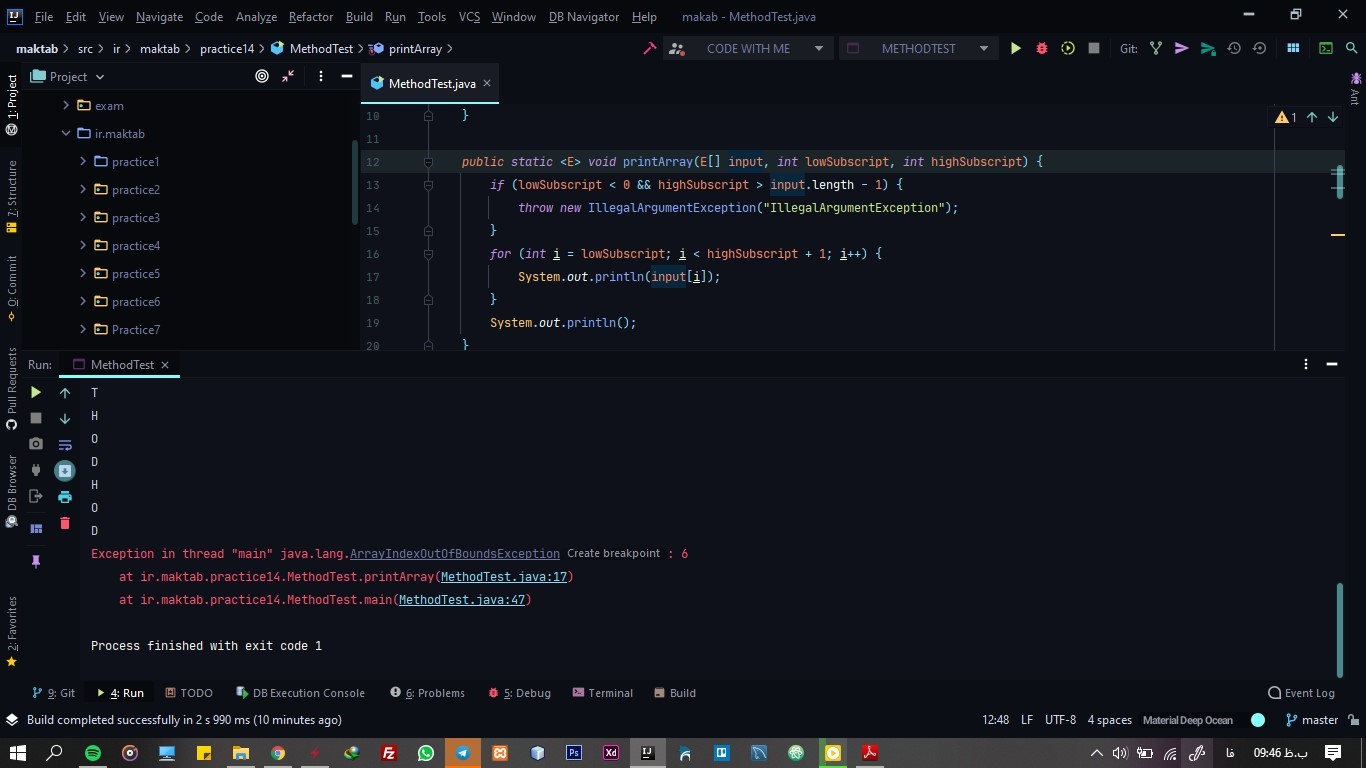 File Edit View Navigate Code Analyze Refactor Build Run Tools VCS Window DB Navigator Help makab - MethodTest.java
maktab src ir maktab practice14 MethodTest printArray CODE WITH ME METHODTEST Git:
Project
MethodTest.java
1: Project
7: Structure
0: Commit
Pull Requests
DB Browser
2: Favorites
Ant
exam
ir.maktab
practice1
practice2
practice3
practice4
practice5
practice6
Practice7
1
10 }
11
12 public static <E> void printArray(E[] input, int lowSubscript, int highSubscript) {
13 if (lowSubscript < 0 && highSubscript > input.length - 1) {
14 throw new IllegalArgumentException("IllegalArgumentException");
15 }
16 for (int i = lowSubscript; i < highSubscript + 1; i++) {
17 System.out.println(input[i]);
18 }
19 System.out.println();
20 }
Run: MethodTest
T
H
O
D
H
O
D
Exception in thread "main" java.lang.ArrayIndexOutOfBoundsException Create breakpoint : 6
at ir.maktab.practice14.MethodTest.printArray(MethodTest.java:17)
at ir.maktab.practice14.MethodTest.main(MethodTest.java:47)
Process finished with exit code 1
9: Git 4: Run TODO DB Execution Console 6: Problems 5: Debug Terminal Build Event Log
Build completed successfully in 2 s 990 ms (10 minutes ago) 12:48 LF UTF-8 4 spaces Material Deep Ocean master
فا 09:46 ب.ظ